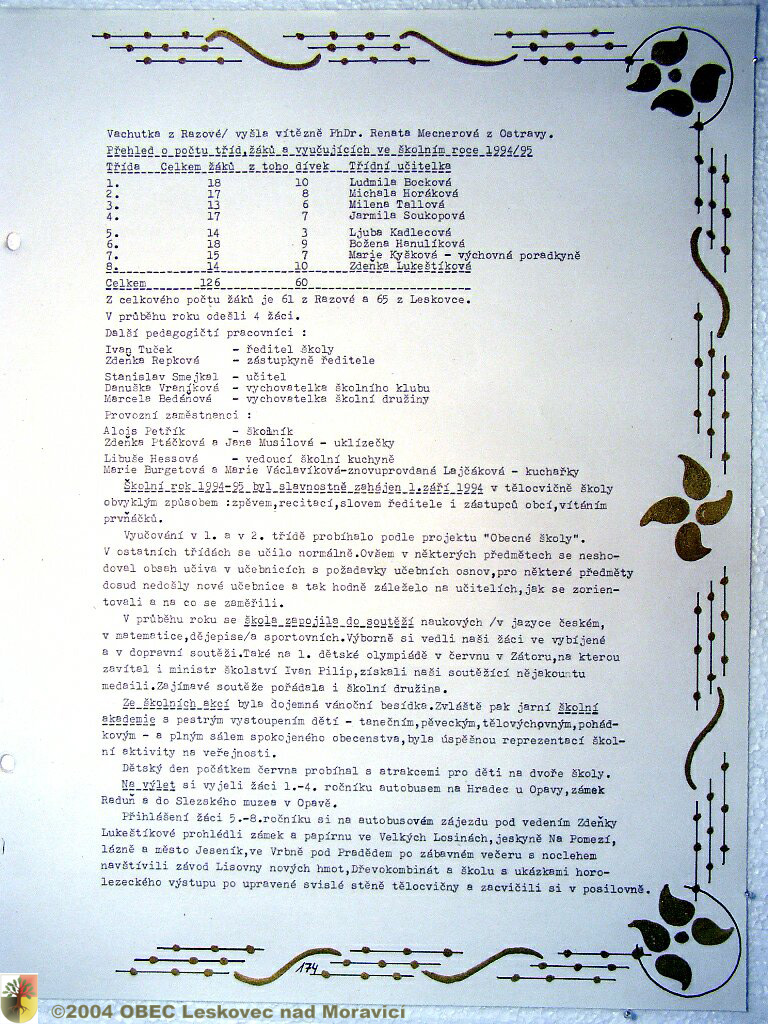 Vachutka z Razové/ vyšla vítězně PhDr. Renata Mecnerová z Ostravy.
Přehled o počtu tříd,žáků a vyučujících ve školním roce 1994/95
Třída Celkem žáků z toho dívek Třídní učitelka
1. 18 10 Ludmila Bocková
2. 17 8 Michala Horáková
3. 13 6 Milena Tallová
4. 17 7 Jarmila Soukopová
5. 14 3 Ljuba Kadlecová
6. 18 9 Božena Hanulíková
7. 15 7 Marie Kyšková - výchovná poradkyně
8. 14 10 Zdeňka Lukeštíková
Celkem 126 60
Z celkového počtu žáků je 61 z Razové a 65 z Leskovce.
V průběhu roku odešli 4 žáci.
Další pedagogičtí pracovníci :
Ivan Tuček - ředitel školy
Zdeňka Repková - zástupkyně ředitele
Stanislav Smejkal - učitel
Danuška Vraníková - vychovatelka školního klubu
Marcela Bedáňová - vychovatelka školní družiny
Provozní zaměstnanci :
Alojs Petřík - školník
Zdeňka Ptáčková a Jana Musilová - uklízečky
Libuše Hessová - vedoucí školní kuchyně
Marie Burgetová a Marie Václavíková-znovuprovdaná Lajčáková - kuchařky
Školní rok 1994-95 byl slavnostně zahájen 1.září 1994 v tělocvičně školy
obvyklým způsobem :zpěvem,recitací,slovem ředitele i zástupců obcí,vítáním
prvňáčků.
Vyučování v 1. a v 2. třídě probíhalo podle projektu "Obecné školy".
V ostatních třídách se učilo normálně.Ovšem v některých předmětech se nesho-
doval obsah učiva v učebnicích s požadavky učebních osnov,pro některé předměty
dosud nedošly nové učebnice a tak hodně záleželo na učitelích,jak se zorien-
tovali a na co se zaměřili.
V průběhu roku se škola zapojila do soutěží naukových /v jazyce českém,
v matematice,dějepise/a sportovních.Výborně si vedli naši žáci ve vybíjené
a v dopravní soutěži.Také na 1. dětské olympiádě v červnu v Zátoru,na kterou
zavítal i ministr školství Ivan Pilip,získali naši soutěžící nějakountu
medaili.Zajímavé soutěže pořádala i školní družina.
Ze školních akcí byla dojemná vánoční besídka.Zvláště pak jarní školní
akademie s pestrým vystoupením dětí - tanečním,pěveckým,tělovýchovným,pohád-
kovým - a plným sálem spokojeného obecenstva,byla úspěšnou reprezentací škol-
ní aktivity na veřejnosti.
Dětský den počátkem června probíhal s atrakcemi pro děti na dvoře školy.
Na výlet si vyjeli žáci 1.-4. ročníku autobusem na Hradec u Opavy,zámek
Raduň a do Slezského muzea v Opavě.
Přihlášení žáci 5.-8.ročníku si na autobusovém zájezdu pod vedením Zdeňky
Lukeštíkové prohlédli zámek a papírnu ve Velkých Losinách,jeskyně Na Pomezí,
lázně a město Jeseník,ve Vrbně pod Pradědem po zábavném večeru s noclehem
navštívili závod Lisovny nových hmot,Dřevokombinát a školu s ukázkami horo-
lezeckého výstupu po upravené svislé stěně tělocvičny a zacvičili si v posilovně.
174
©2004 OBEC Leskovec nad Moravicí